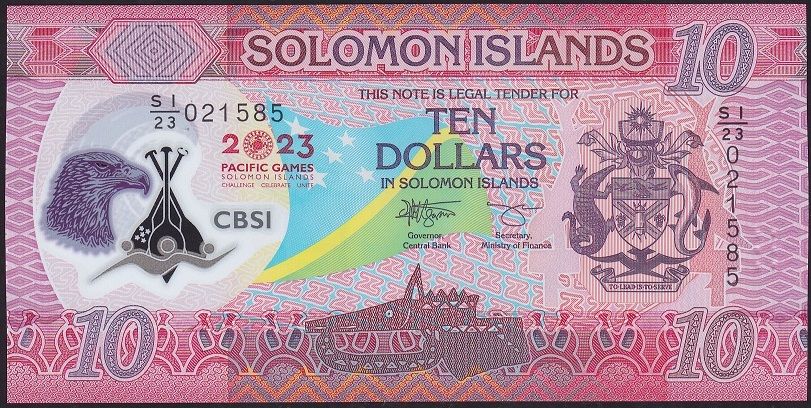 SOLOMON ISLANDS
10
THIS NOTE IS LEGAL TENDER FOR
TEN
DOLLARS
IN SOLOMON ISLANDS
SI/23 021585
2023
PACIFIC GAMES
SOLOMON ISLANDS
CHALLENGE CELEBRATE UNITE
CBSI
Governor,
Central Bank
Secretary,
Ministry of Finance
SI/23 021585
TO LEAD IS TO SERVE
10
10